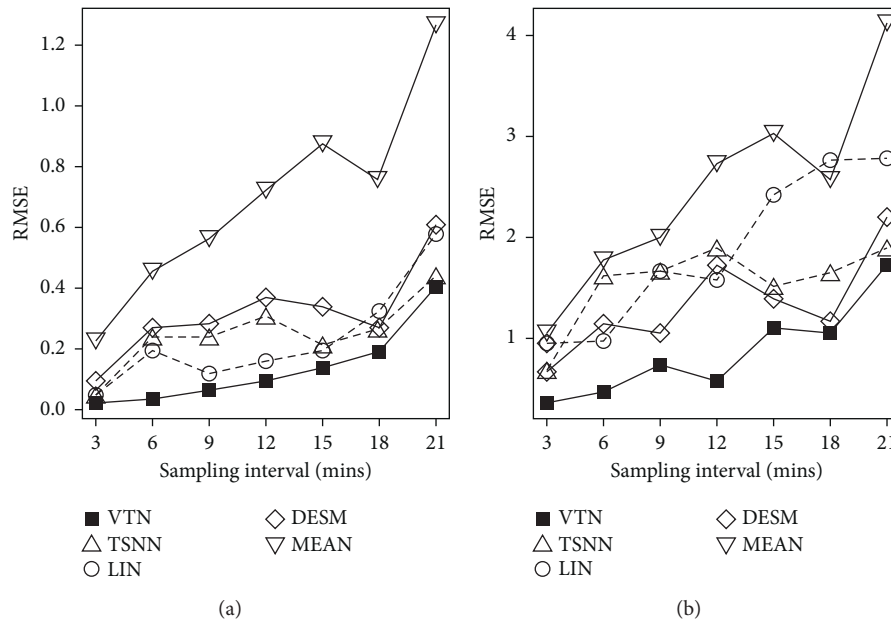 RMSE
1.2
1.0
0.8
0.6
0.4
0.2
0.0
3 6 9 12 15 18 21
Sampling interval (mins)
VTN
TSNN
LIN
DESM
MEAN
(a)
RMSE
4
3
2
1
3 6 9 12 15 18 21
Sampling interval (mins)
VTN
TSNN
LIN
DESM
MEAN
(b)